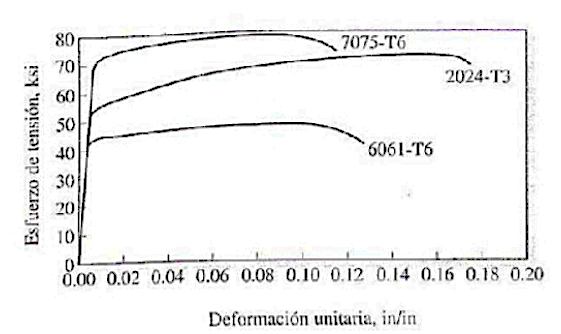 Esfuerzo de tensión, ksi
80
70
60
50
40
30
20
10
0
7075-T6
2024-T3
6061-T6
0.00 0.02 0.04 0.06 0.08 0.10 0.12 0.14 0.16 0.18 0.20
Deformación unitaria, in/in